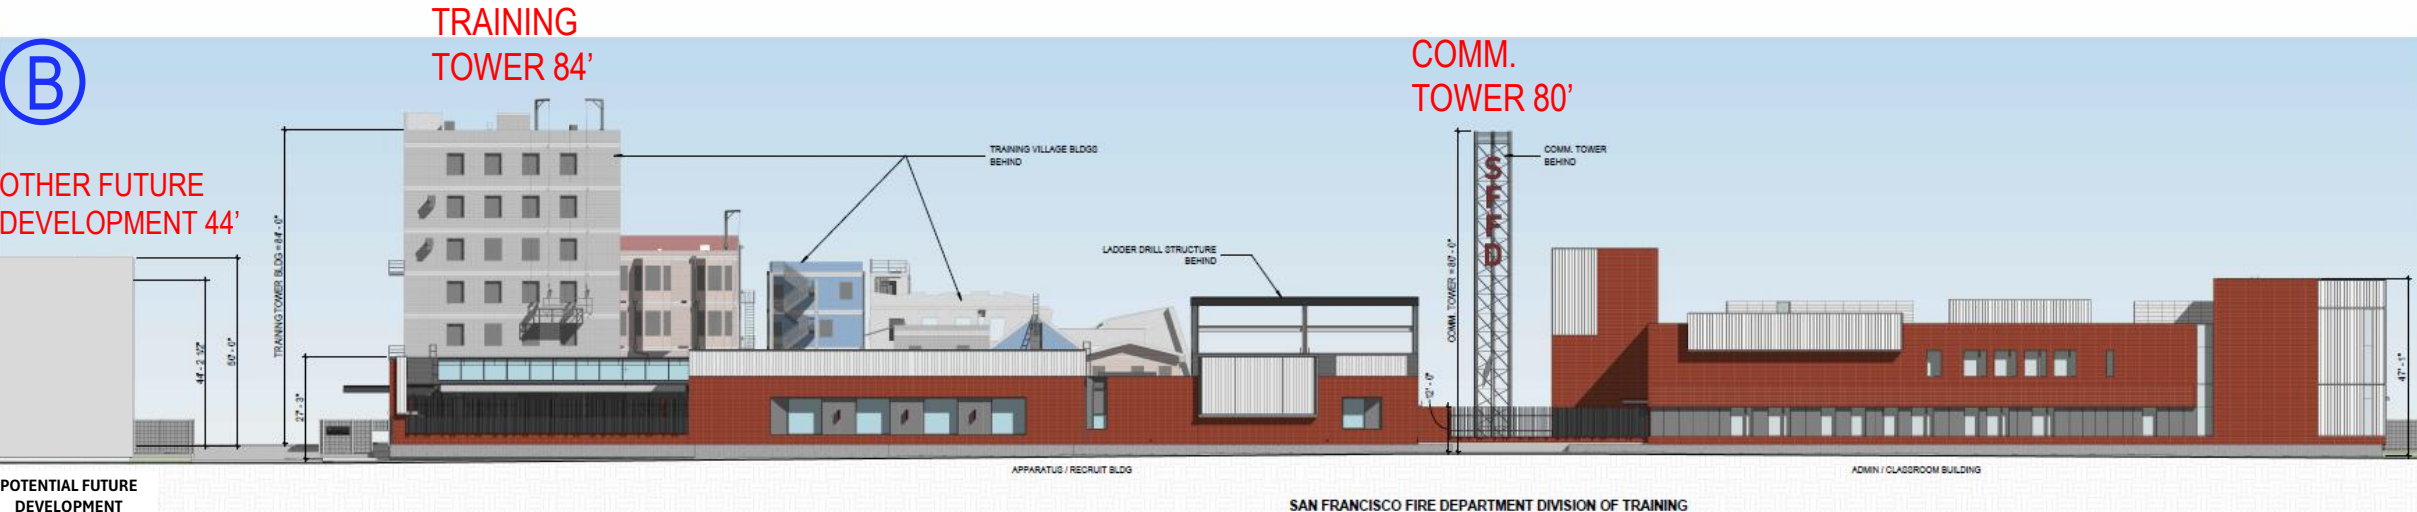 TRAINING
TOWER 84’
B
COMM.
TOWER 80’
OTHER FUTURE
DEVELOPMENT 44’
TRAINING VILLAGE BLDGS
BEHIND
COMM. TOWER
BEHIND
SFFD
LADDER DRILL STRUCTURE
BEHIND
TRAINING TOWER BLDG = 84' - 0"
COMM. TOWER = 80' - 0"
44' - 2 1/2"
50' - 0"
27' - 3"
12' - 0"
47' - 1"
APPARATUS / RECRUIT BLDG
ADMIN / CLASSROOM BUILDING
POTENTIAL FUTURE
DEVELOPMENT
SAN FRANCISCO FIRE DEPARTMENT DIVISION OF TRAINING